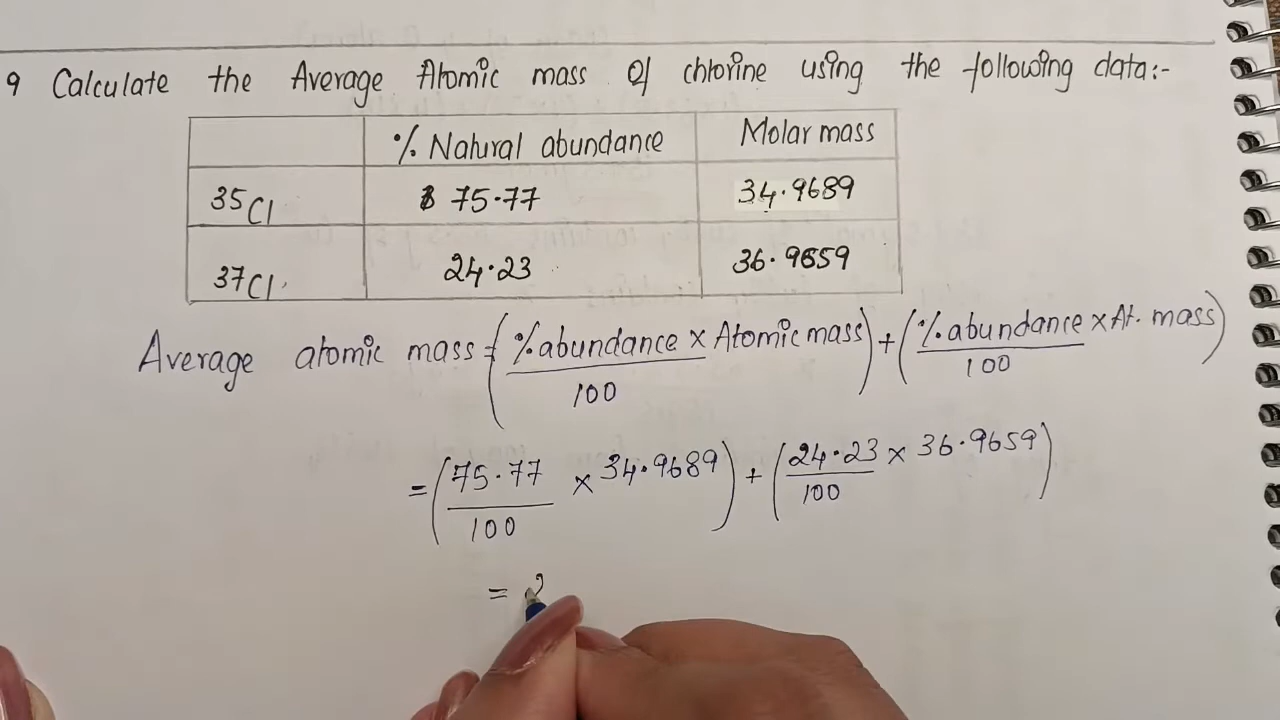 9 Calculate the Average Atomic mass of chlorine using the following data:-
% Natural abundance Molar mass
35Cl 75.77 34.9689
37Cl 24.23 36.9659
Average atomic mass = (% abundance × Atomic mass) + (% abundance × At. mass)
100 100
= (75.77 × 34.9689) + (24.23 × 36.9659)
100 100
=